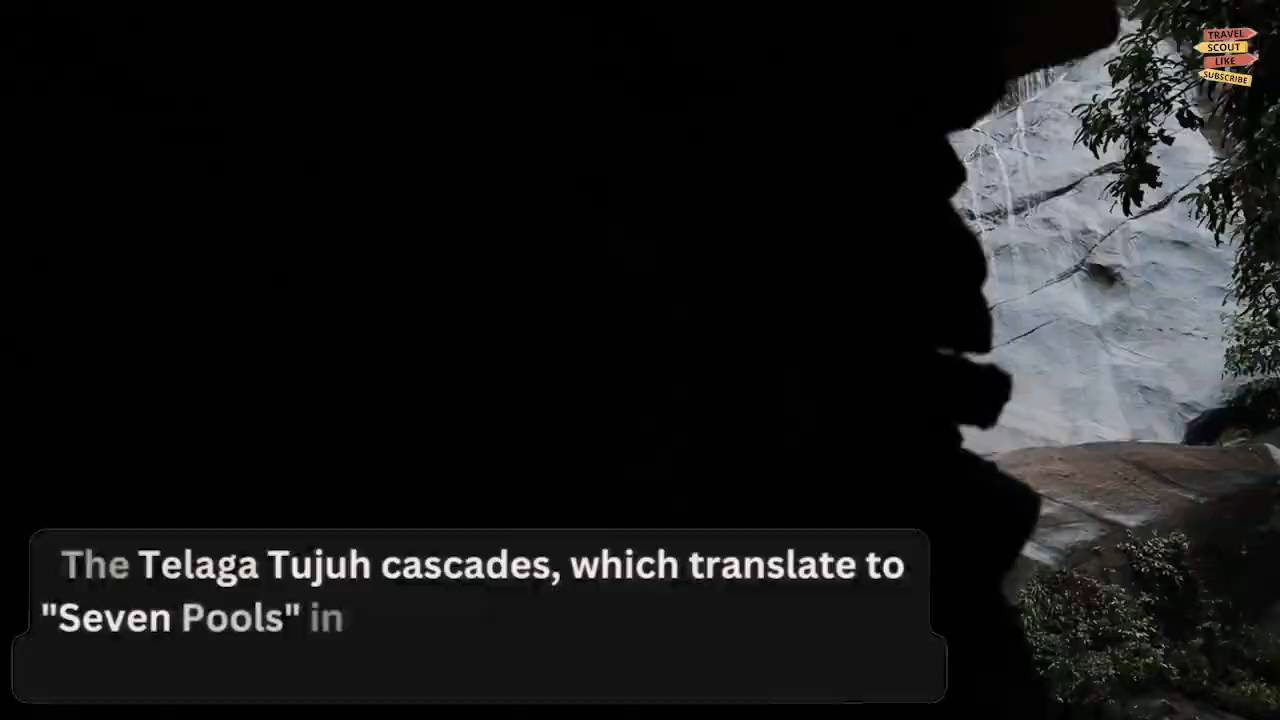 TRAVEL
SCOUT
LIKE
SUBSCRIBE
The Telaga Tujuh cascades, which translate to
"Seven Pools" in